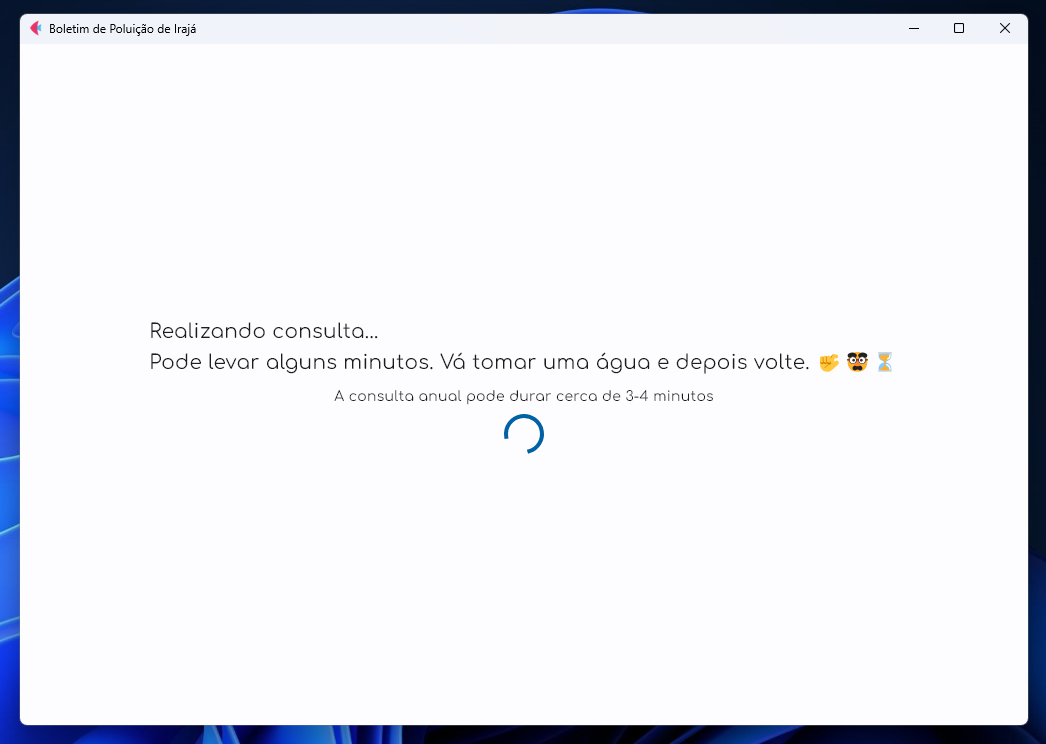 Boletim de Poluição de Irajá
Realizando consulta...
Pode levar alguns minutos. Vá tomar uma água e depois volte. 🤛 🥸 ⏳
A consulta anual pode durar cerca de 3-4 minutos